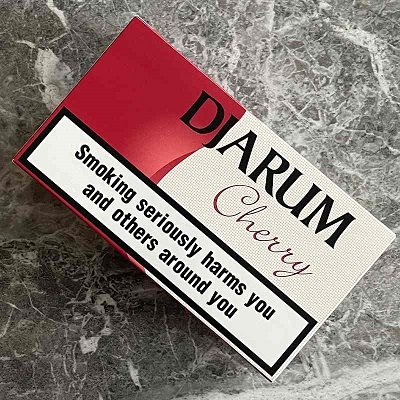 DJARUM
Cherry
Smoking seriously harms you
and others around you